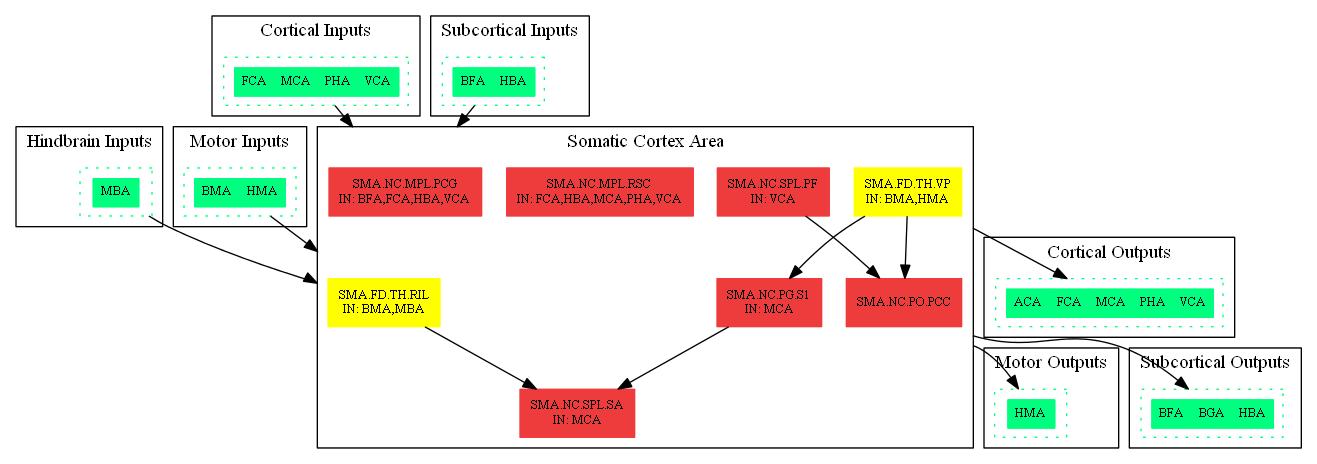 Cortical Inputs
FCA MCA PHA VCA
Subcortical Inputs
BFA HBA
Hindbrain Inputs
MBA
Motor Inputs
BMA HMA
Somatic Cortex Area
SMA.NC.MPL.PCG
IN: BFA,FCA,HBA,VCA
SMA.NC.MPL.RSC
IN: FCA,HBA,MCA,PHA,VCA
SMA.NC.SPL.PF
IN: VCA
SMA.FD.TH.VP
IN: BMA,HMA
SMA.FD.TH.RIL
IN: BMA,MBA
SMA.NC.PG.S1
IN: MCA
SMA.NC.PO.PCC
SMA.NC.SPL.SA
IN: MCA
Cortical Outputs
ACA FCA MCA PHA VCA
Motor Outputs
HMA
Subcortical Outputs
BFA BGA HBA